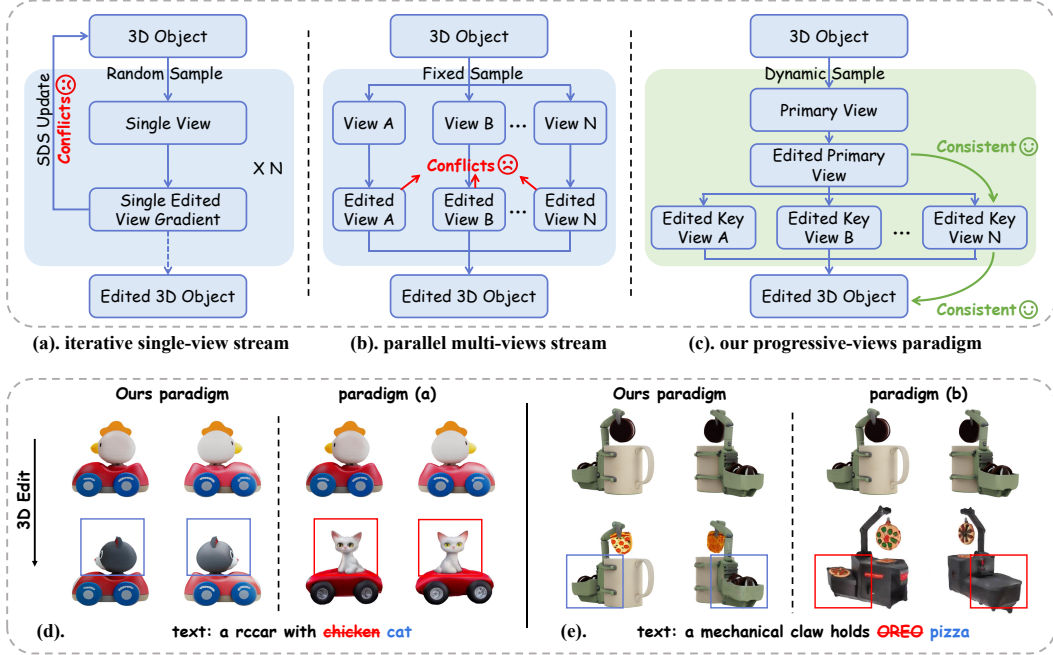 3D Object
Random Sample
Single View
SDS Update
Conflicts
X N
Single Edited
View Gradient
Edited 3D Object
(a). iterative single-view stream
3D Object
Fixed Sample
View A
View B
...
View N
Conflicts
Edited
View A
Edited
View B
...
Edited
View N
Edited 3D Object
(b). parallel multi-views stream
3D Object
Dynamic Sample
Primary View
Edited Primary
View
Consistent
Edited Key
View A
Edited Key
View B
...
Edited Key
View N
Edited 3D Object
Consistent
(c). our progressive-views paradigm
Ours paradigm
paradigm (a)
3D Edit
(d).
text: a rccar with chicken cat
Ours paradigm
paradigm (b)
(e).
text: a mechanical claw holds OREO pizza